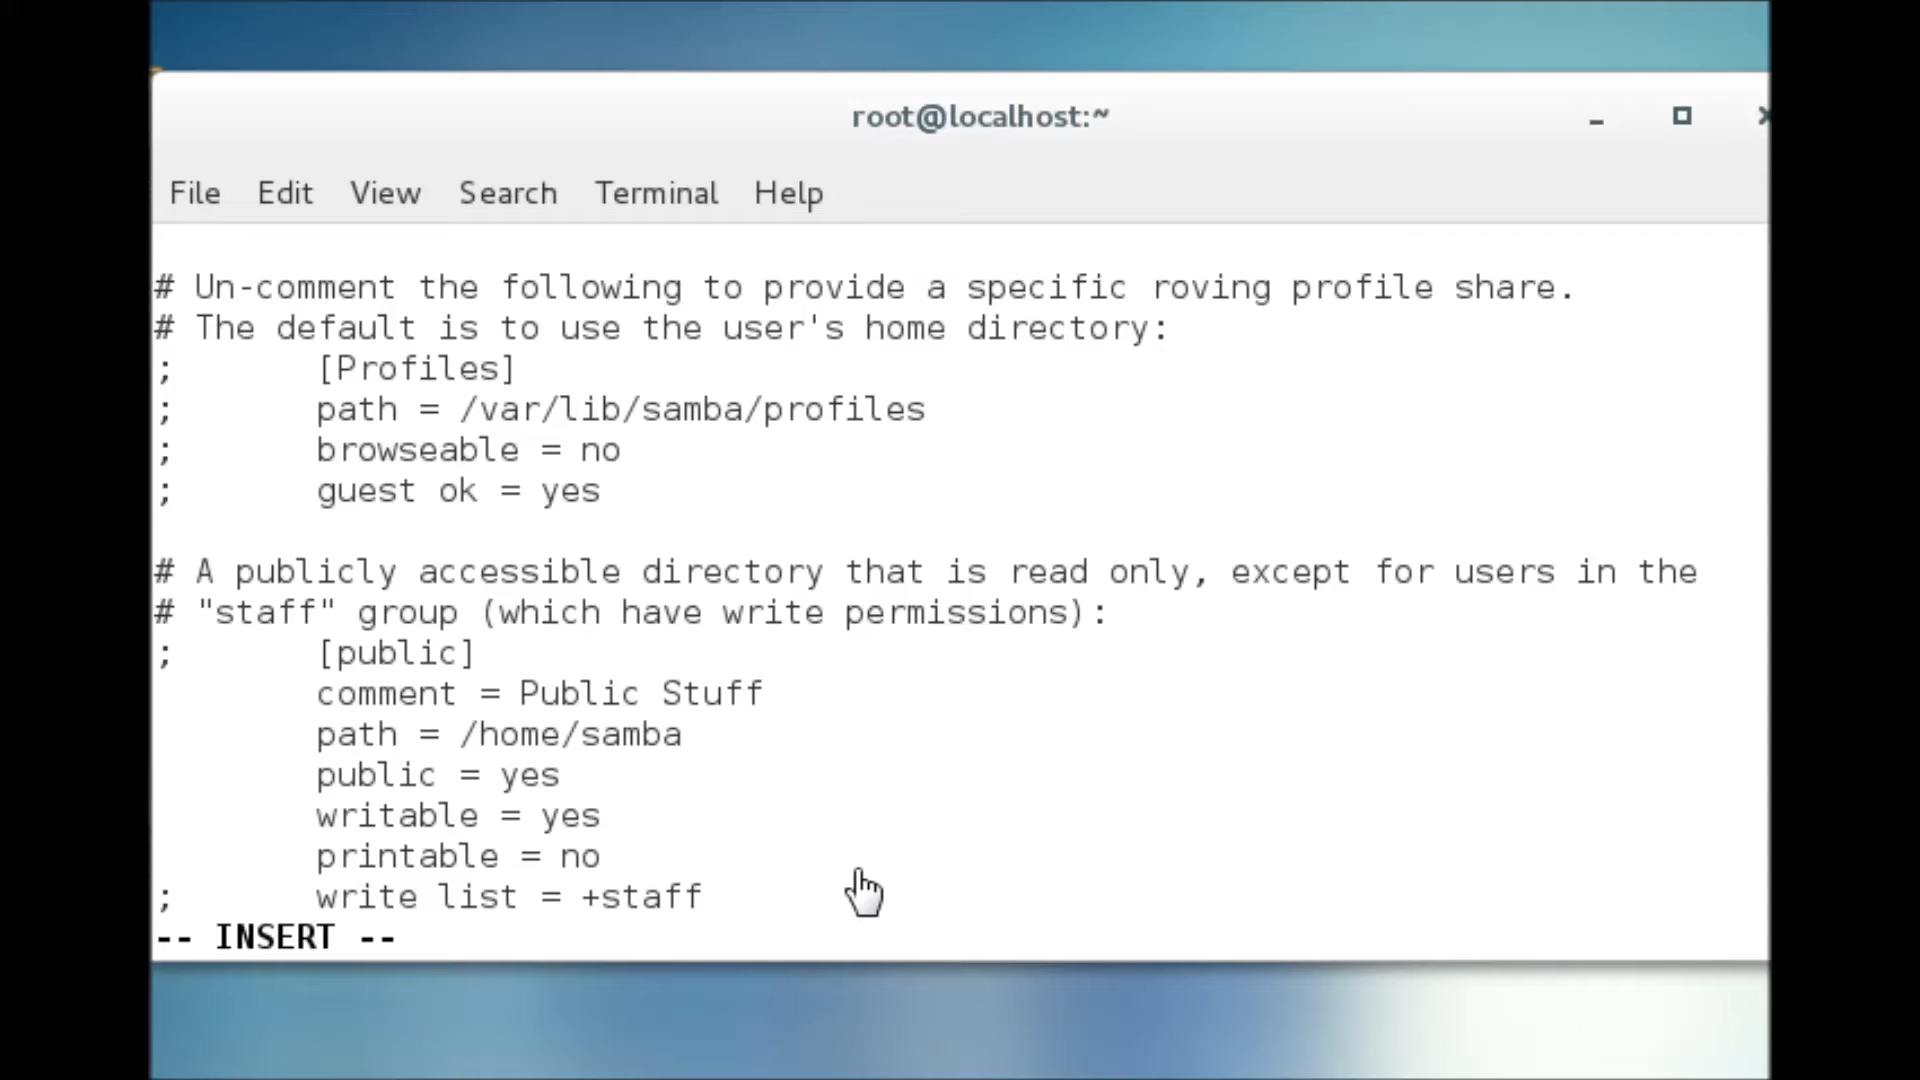 root@localhost:~
File Edit View Search Terminal Help
# Un-comment the following to provide a specific roving profile share.
# The default is to use the user's home directory:
;       [Profiles]
;       path = /var/lib/samba/profiles
;       browseable = no
;       guest ok = yes
# A publicly accessible directory that is read only, except for users in the
# "staff" group (which have write permissions):
;       [public]
        comment = Public Stuff
        path = /home/samba
        public = yes
        writable = yes
        printable = no
;       write list = +staff
-- INSERT --